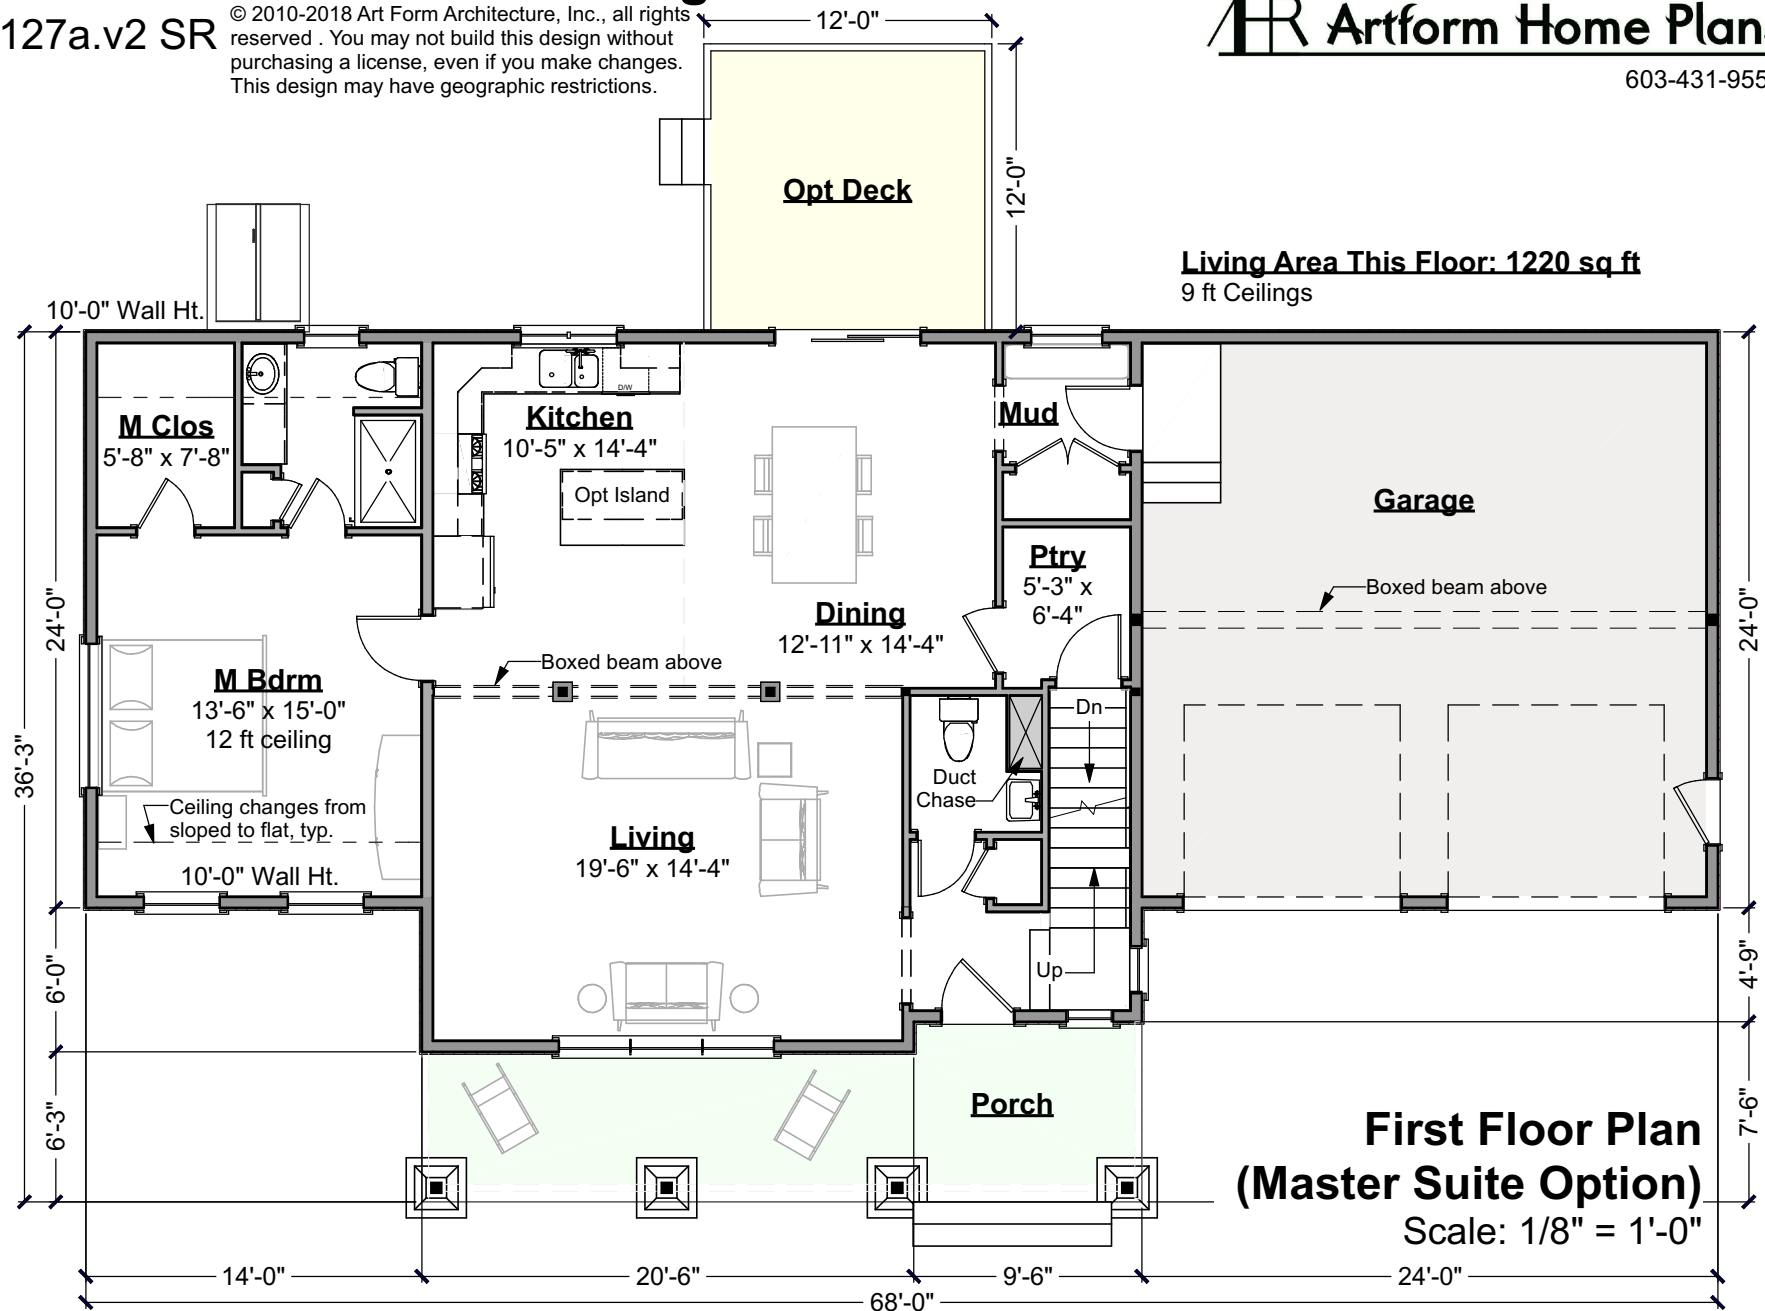 127a.v2 SR
© 2010-2018 Art Form Architecture, Inc., all rights
reserved . You may not build this design without
purchasing a license, even if you make changes.
This design may have geographic restrictions.
12'-0"
Artform Home Plans
603-431-955
Opt Deck
12'-0"
Living Area This Floor: 1220 sq ft
9 ft Ceilings
10'-0" Wall Ht.
M Clos
5'-8" x 7'-8"
Kitchen
10'-5" x 14'-4"
D/W
Opt Island
Mud
Garage
Ptry
5'-3" x
6'-4"
Boxed beam above
Dining
12'-11" x 14'-4"
Boxed beam above
M Bdrm
13'-6" x 15'-0"
12 ft ceiling
Ceiling changes from
sloped to flat, typ.
10'-0" Wall Ht.
Dn
Duct
Chase
Living
19'-6" x 14'-4"
Up
Porch
24'-0"
36'-3"
6'-0"
6'-3"
24'-0"
4'-9"
7'-6"
First Floor Plan
(Master Suite Option)
Scale: 1/8" = 1'-0"
14'-0"
20'-6"
9'-6"
24'-0"
68'-0"